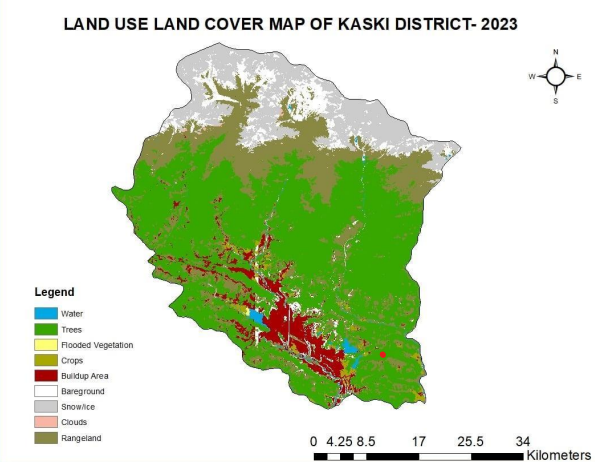 LAND USE LAND COVER MAP OF KASKI DISTRICT- 2023
N
W E
S
Legend
Water
Trees
Flooded Vegetation
Crops
Buildup Area
Bareground
Snow/Ice
Clouds
Rangeland
0 4.25 8.5 17 25.5 34
Kilometers